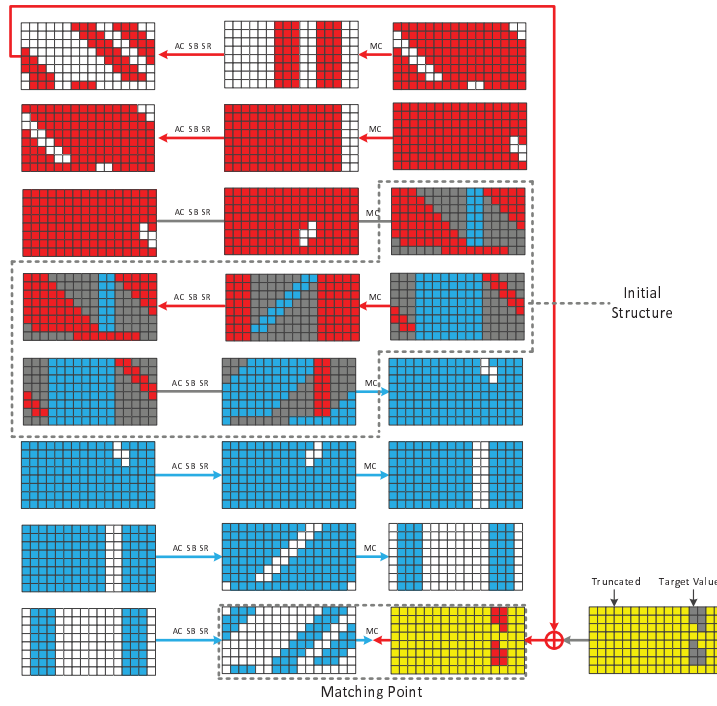 AC SB SR
MC
AC SB SR
MC
AC SB SR
MC
AC SB SR
MC
Initial
Structure
AC SB SR
MC
AC SB SR
MC
AC SB SR
MC
Truncated
Target Value
AC SB SR
MC
Matching Point